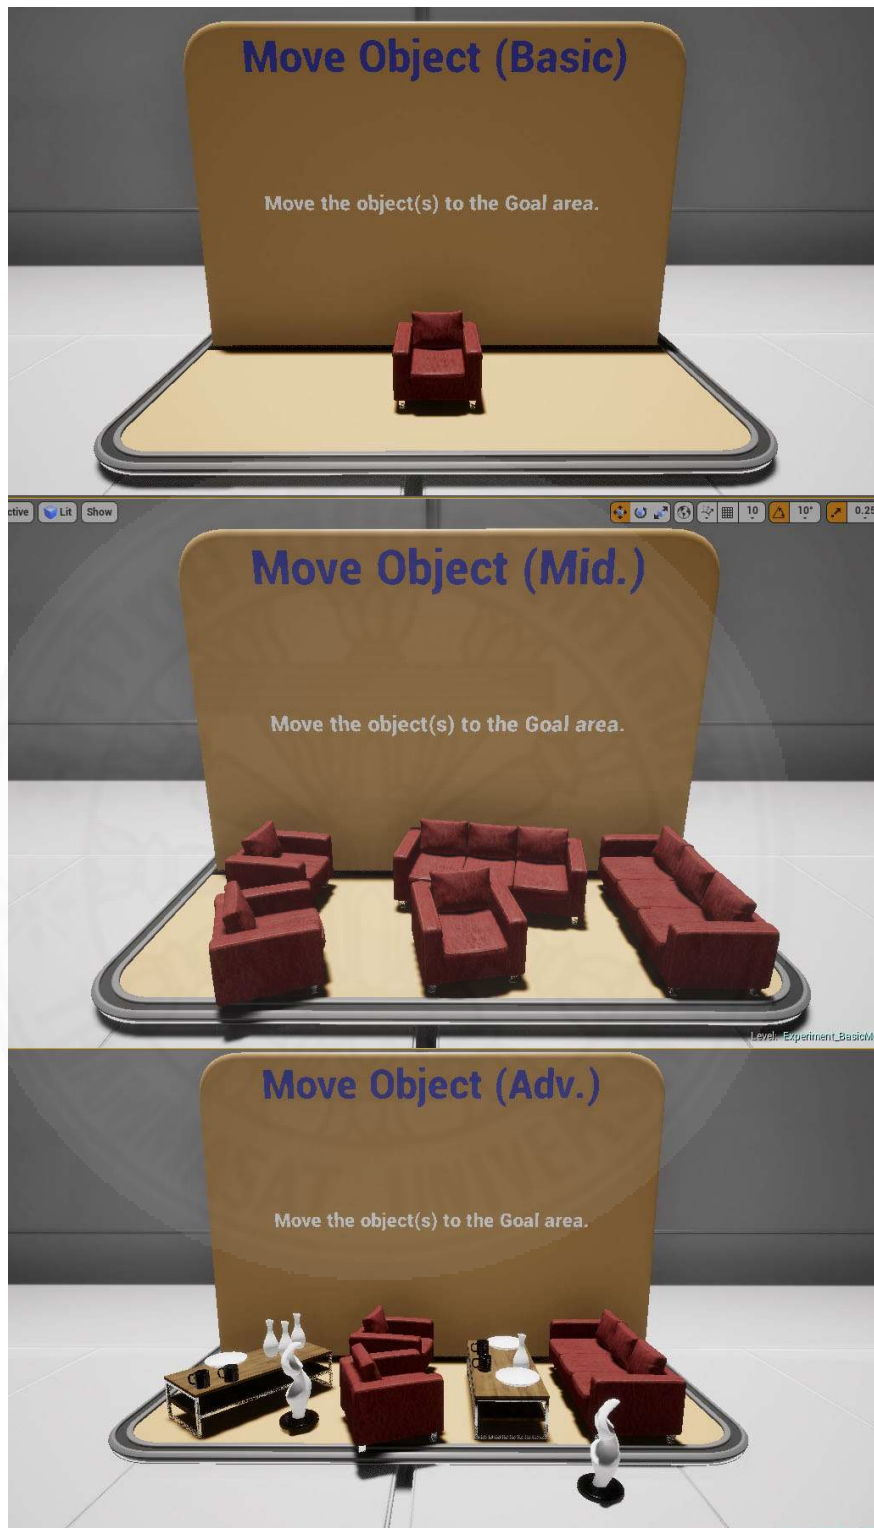 Move Object (Basic)
Move the object(s) to the Goal area.
ctive Lit Show 10 10° 0.25
Move Object (Mid.)
Move the object(s) to the Goal area.
Level: Experiment_BasicM
Move Object (Adv.)
Move the object(s) to the Goal area.